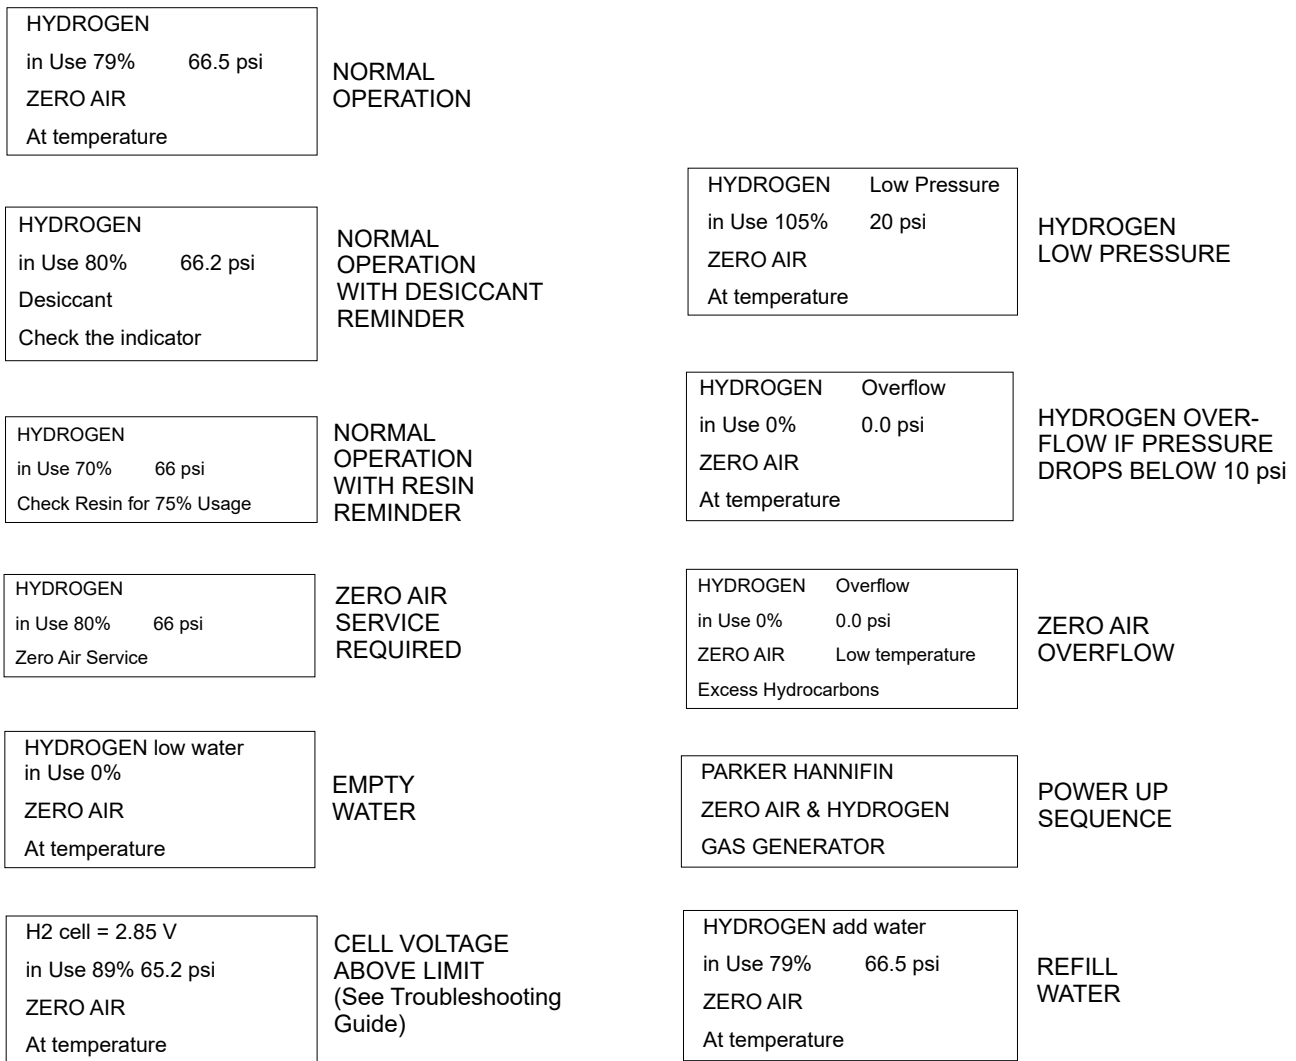 HYDROGEN
in Use 79% 66.5 psi
ZERO AIR
At temperature
NORMAL
OPERATION
HYDROGEN
in Use 80% 66.2 psi
Desiccant
Check the indicator
NORMAL
OPERATION
WITH DESICCANT
REMINDER
HYDROGEN
in Use 70% 66 psi
Check Resin for 75% Usage
NORMAL
OPERATION
WITH RESIN
REMINDER
HYDROGEN
in Use 80% 66 psi
Zero Air Service
ZERO AIR
SERVICE
REQUIRED
HYDROGEN low water
in Use 0%
ZERO AIR
At temperature
EMPTY
WATER
H2 cell = 2.85 V
in Use 89% 65.2 psi
ZERO AIR
At temperature
CELL VOLTAGE
ABOVE LIMIT
(See Troubleshooting
Guide)
HYDROGEN Low Pressure
in Use 105% 20 psi
ZERO AIR
At temperature
HYDROGEN
LOW PRESSURE
HYDROGEN Overflow
in Use 0% 0.0 psi
ZERO AIR
At temperature
HYDROGEN OVER-
FLOW IF PRESSURE
DROPS BELOW 10 psi
HYDROGEN Overflow
in Use 0% 0.0 psi
ZERO AIR Low temperature
Excess Hydrocarbons
ZERO AIR
OVERFLOW
PARKER HANNIFIN
ZERO AIR & HYDROGEN
GAS GENERATOR
POWER UP
SEQUENCE
HYDROGEN add water
in Use 79% 66.5 psi
ZERO AIR
At temperature
REFILL
WATER